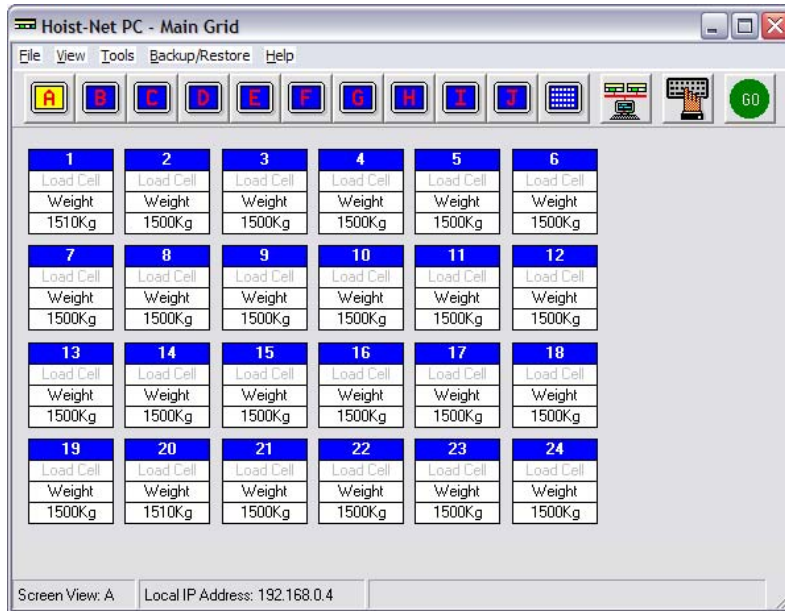 Hoist-Net PC - Main Grid
File View Tools Backup/Restore Help
A B C D E F G H I J GO
1 2 3 4 5 6
Load Cell Load Cell Load Cell Load Cell Load Cell Load Cell
Weight Weight Weight Weight Weight Weight
1510Kg 1500Kg 1500Kg 1500Kg 1500Kg 1500Kg
7 8 9 10 11 12
Load Cell Load Cell Load Cell Load Cell Load Cell Load Cell
Weight Weight Weight Weight Weight Weight
1500Kg 1500Kg 1500Kg 1500Kg 1500Kg 1500Kg
13 14 15 16 17 18
Load Cell Load Cell Load Cell Load Cell Load Cell Load Cell
Weight Weight Weight Weight Weight Weight
1500Kg 1500Kg 1500Kg 1500Kg 1500Kg 1500Kg
19 20 21 22 23 24
Load Cell Load Cell Load Cell Load Cell Load Cell Load Cell
Weight Weight Weight Weight Weight Weight
1500Kg 1510Kg 1500Kg 1500Kg 1500Kg 1500Kg
Screen View: A Local IP Address: 192.168.0.4